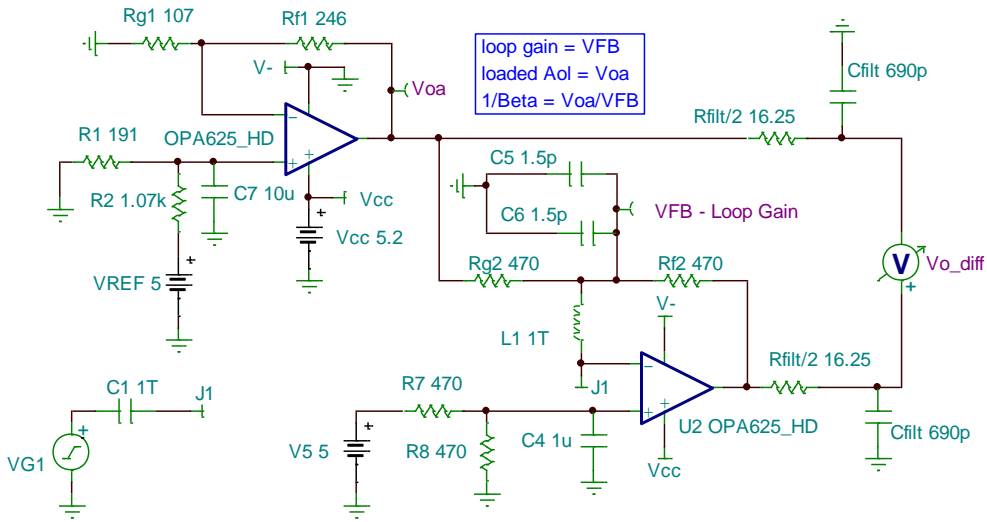 Rg1 107
Rf1 246
V-
loop gain = VFB
loaded Aol = Voa
1/Beta = Voa/VFB
Voa
Cfilt 690p
R1 191
OPA625_HD
Rfilt/2 16.25
C5 1.5p
R2 1.07k
C7 10u
Vcc
C6 1.5p
VFB - Loop Gain
Vcc 5.2
Rg2 470
Rf2 470
V
Vo_diff
VREF 5
V-
L1 1T
Rfilt/2 16.25
C1 1T
J1
J1
R7 470
U2 OPA625_HD
Cfilt 690p
VG1
V5 5
R8 470
C4 1u
Vcc